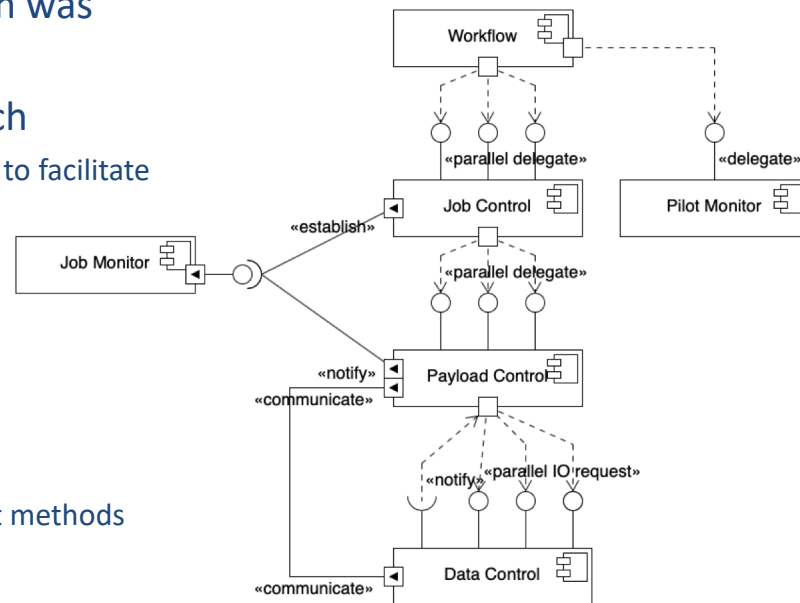 n was
ch
to facilitate
t methods
Workflow
«parallel delegate»
«delegate»
Job Control
Pilot Monitor
«establish»
Job Monitor
«parallel delegate»
«notify»
Payload Control
«communicate»
«notify»
«parallel IO request»
Data Control
«communicate»